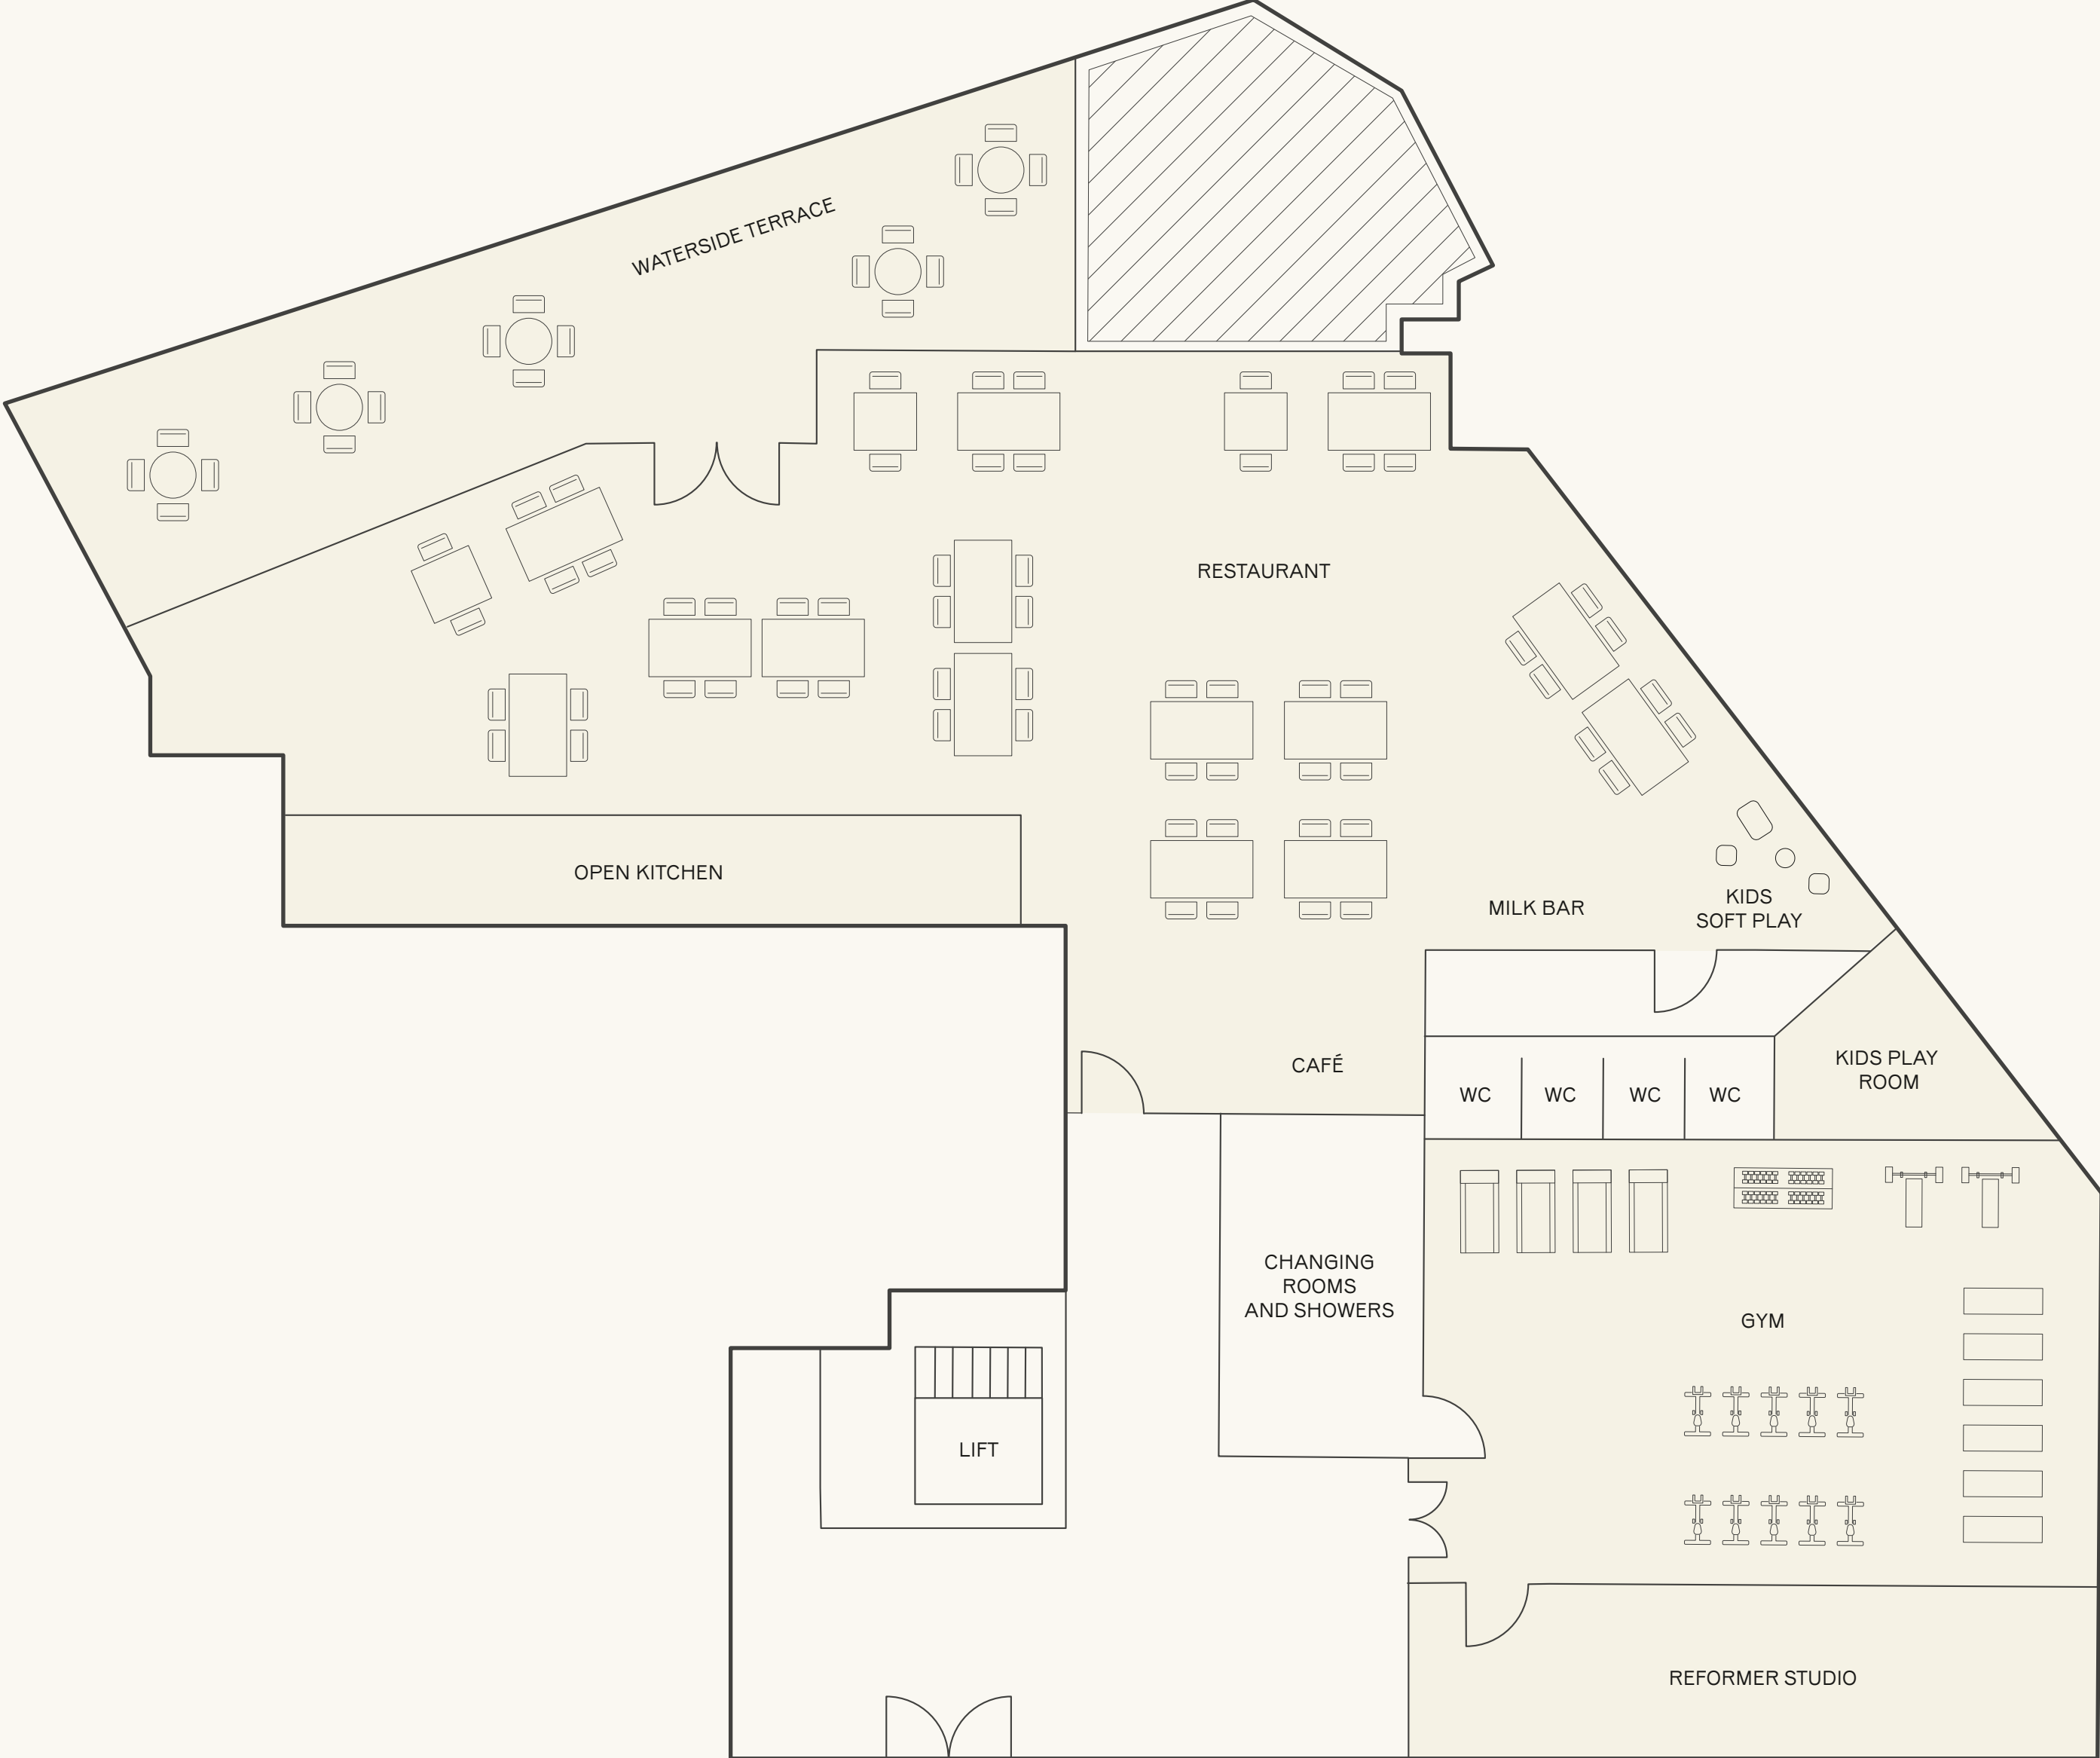 WATERSIDE TERRACE
RESTAURANT
OPEN KITCHEN
MILK BAR
KIDS
SOFT PLAY
CAFÉ
WC
WC
WC
WC
KIDS PLAY
ROOM
CHANGING
ROOMS
AND SHOWERS
GYM
LIFT
REFORMER STUDIO